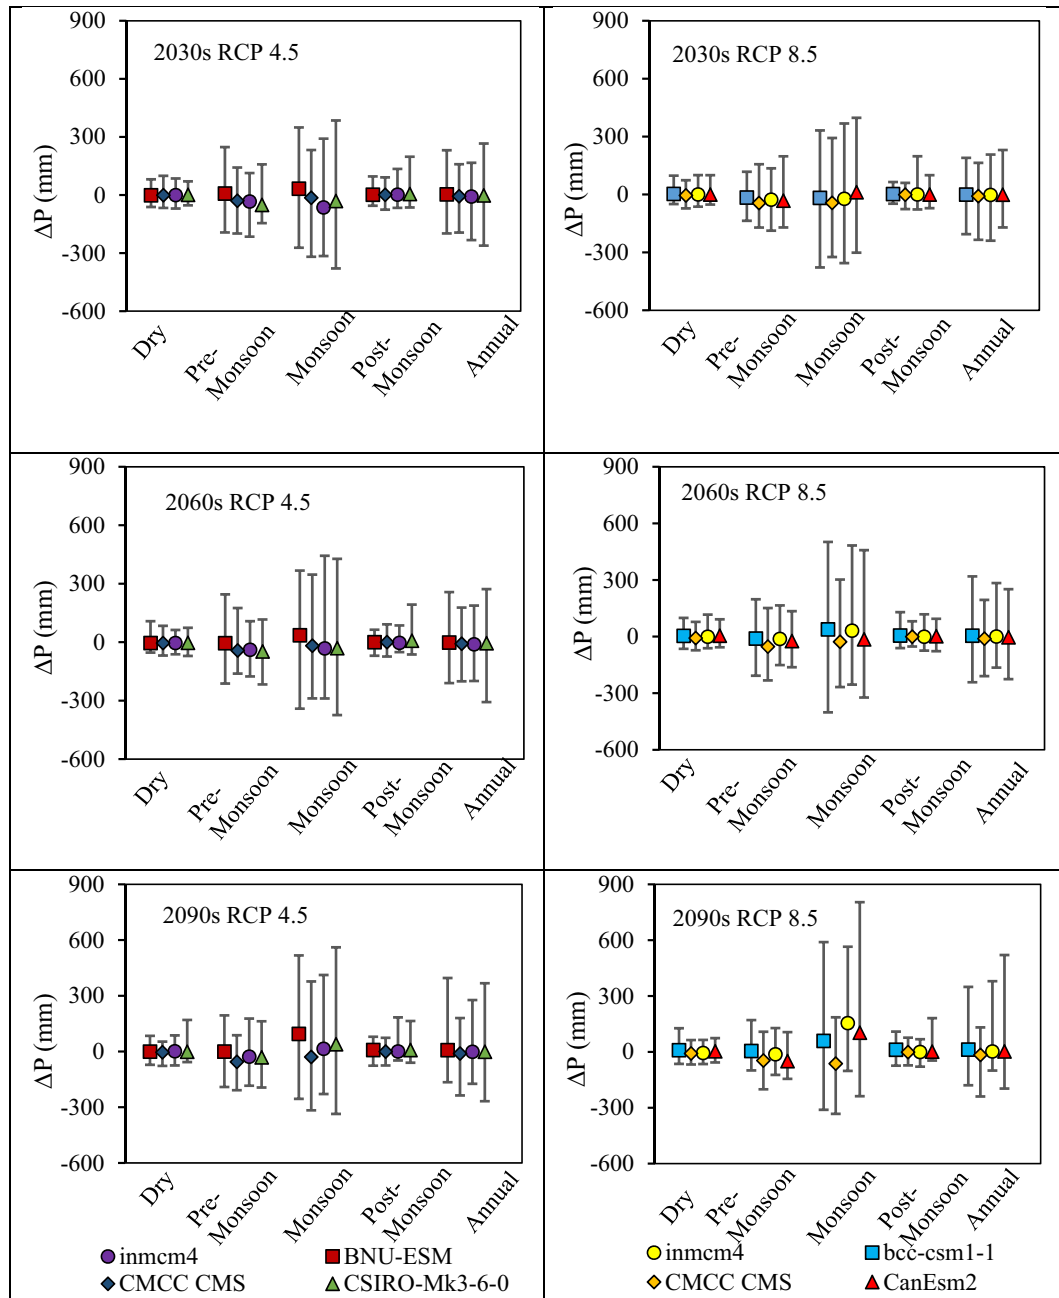 900
600
300
0
-300
-600
ΔP (mm)
2030s RCP 4.5
Dry
Pre-
Monsoon
Monsoon
Post-
Monsoon
Annual
900
600
300
0
-300
-600
ΔP (mm)
2030s RCP 8.5
Dry
Pre-
Monsoon
Monsoon
Post-
Monsoon
Annual
900
600
300
0
-300
-600
ΔP (mm)
2060s RCP 4.5
Dry
Pre-
Monsoon
Monsoon
Post-
Monsoon
Annual
900
600
300
0
-300
-600
ΔP (mm)
2060s RCP 8.5
Dry
Pre-
Monsoon
Monsoon
Post-
Monsoon
Annual
900
600
300
0
-300
-600
ΔP (mm)
2090s RCP 4.5
Dry
Pre-
Monsoon
Monsoon
Post-
Monsoon
Annual
inmcm4
BNU-ESM
CMCC CMS
CSIRO-Mk3-6-0
900
600
300
0
-300
-600
ΔP (mm)
2090s RCP 8.5
Dry
Pre-
Monsoon
Monsoon
Post-
Monsoon
Annual
inmcm4
bcc-csm1-1
CMCC CMS
CanEsm2